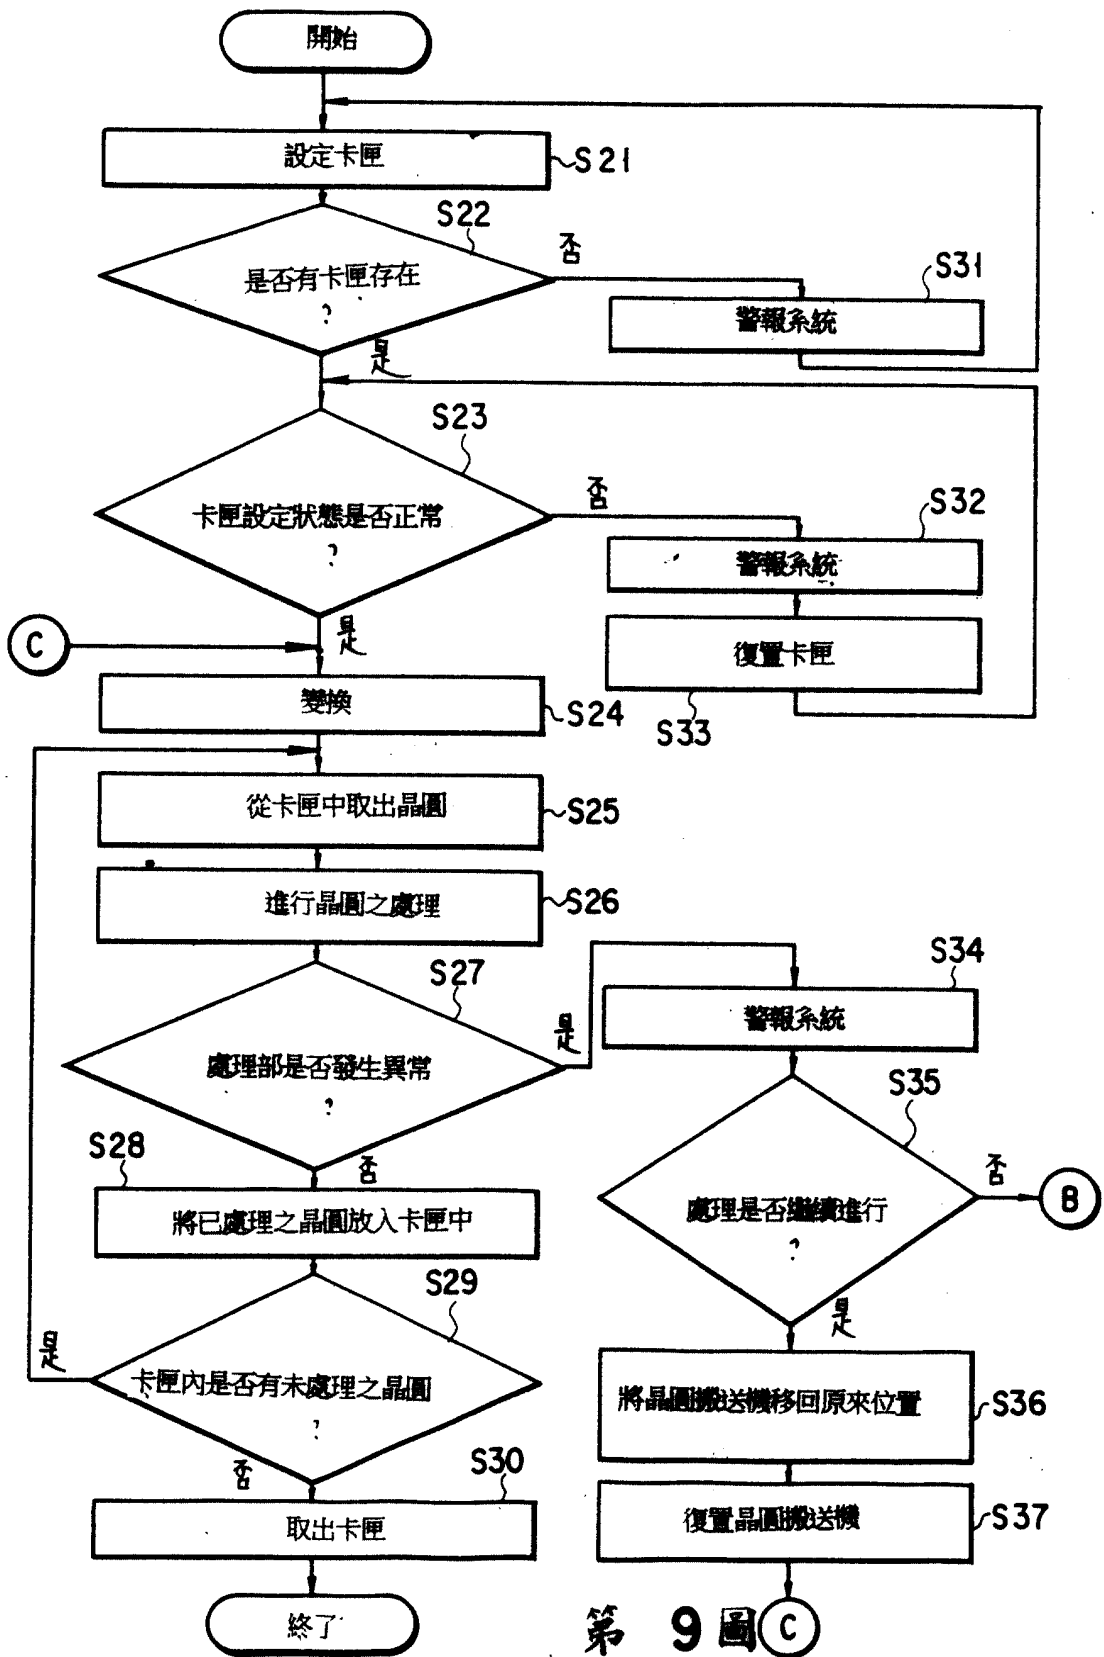 開始
設定卡匣
S21
S22
是否有卡匣存在
?
否
是
S31
警報系統
S23
卡匣設定狀態是否正常
?
否
是
S32
警報系統
復置卡匣
S33
C
變換
S24
從卡匣中取出晶圓
S25
進行晶圓之處理
S26
S27
處理部是否發生異常
?
是
否
S34
警報系統
S35
處理是否繼續進行
?
否
B
是
S28
將已處理之晶圓放入卡匣中
S29
卡匣內是否有未處理之晶圓
?
是
否
S36
將晶圓搬送機移回原來位置
S30
取出卡匣
復置晶圓搬送機
S37
終了
C
第 9 圖